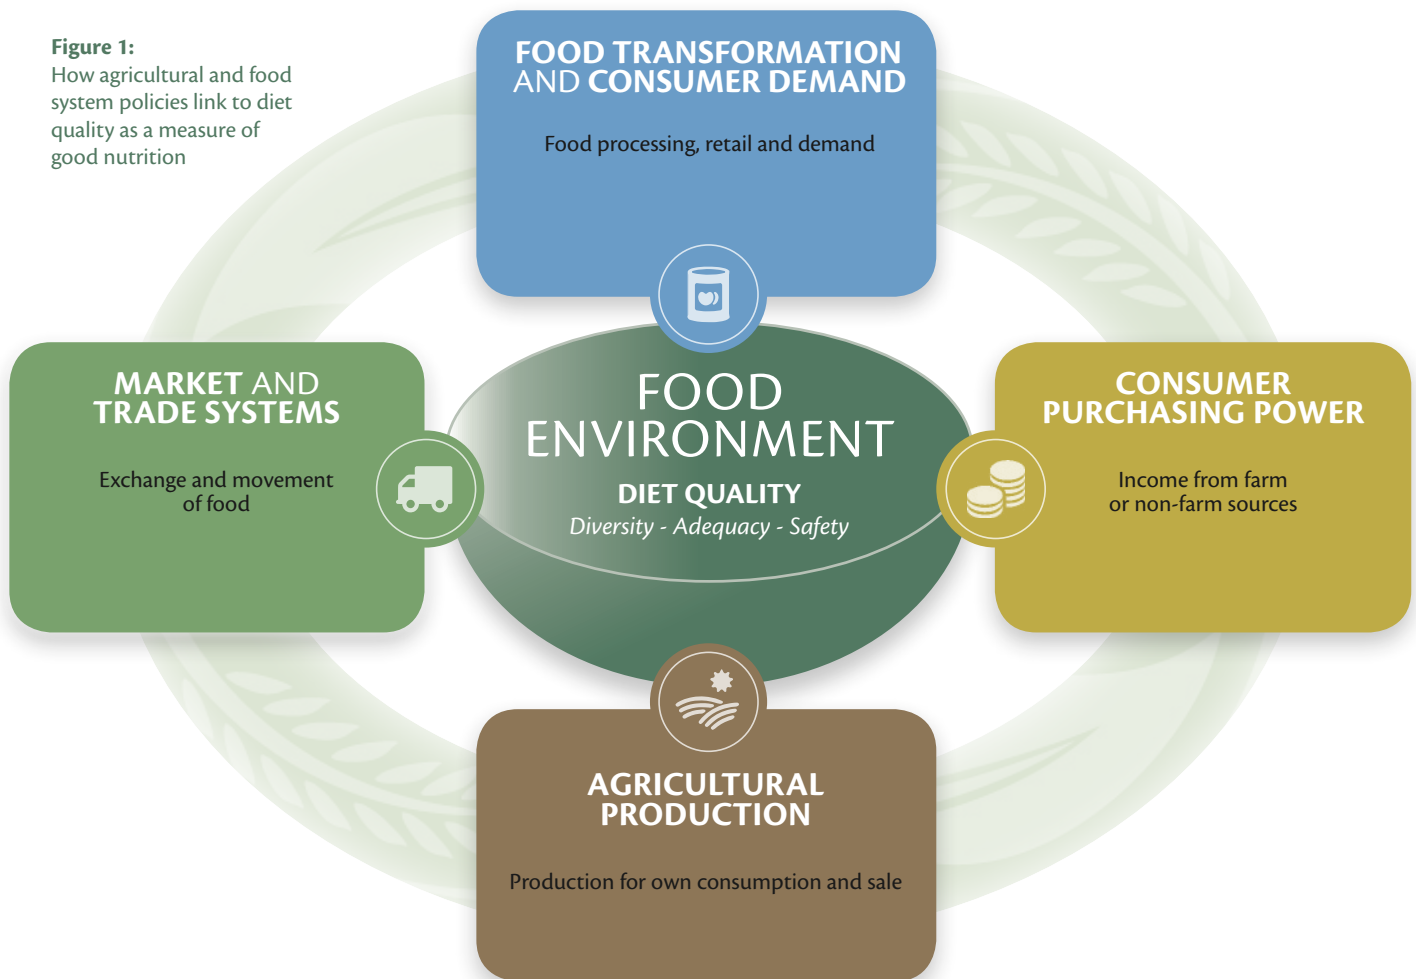 Figure 1:
How agricultural and food
system policies link to diet
quality as a measure of
good nutrition
FOOD TRANSFORMATION
AND CONSUMER DEMAND
Food processing, retail and demand
MARKET AND
TRADE SYSTEMS
Exchange and movement
of food
FOOD
ENVIRONMENT
DIET QUALITY
Diversity - Adequacy - Safety
CONSUMER
PURCHASING POWER
Income from farm
or non-farm sources
AGRICULTURAL
PRODUCTION
Production for own consumption and sale